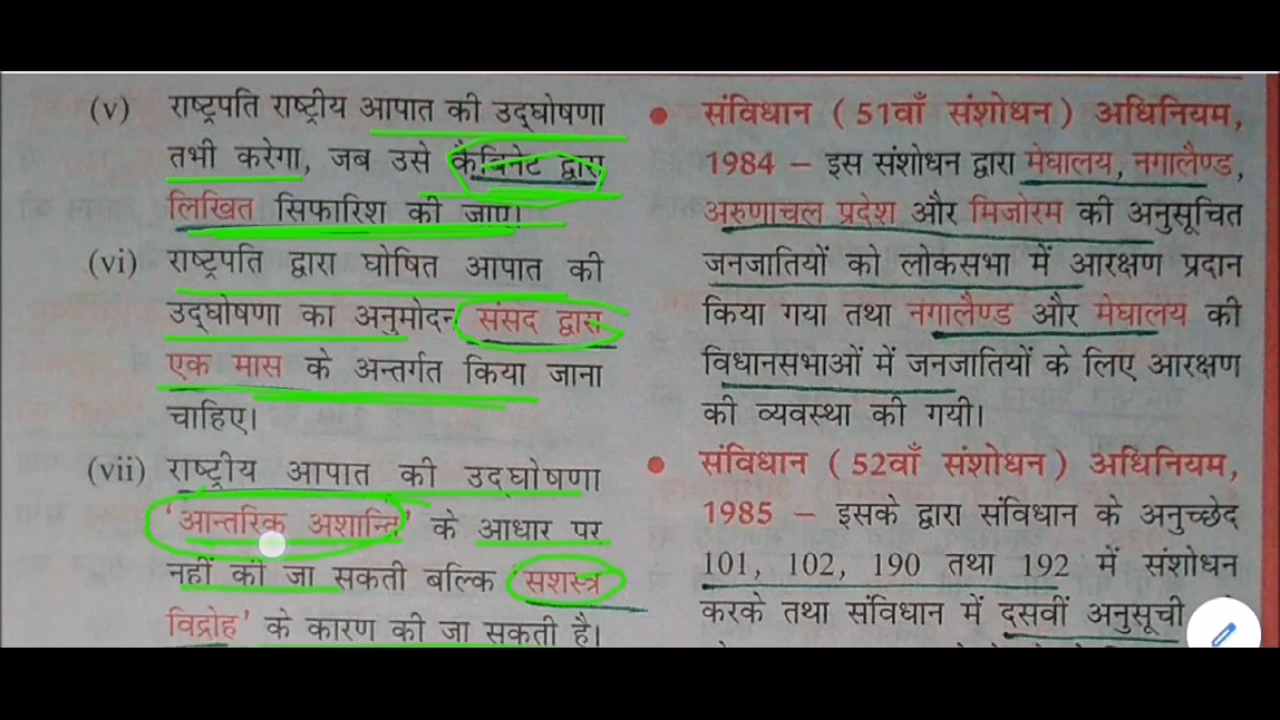 (v) राष्ट्रपति राष्ट्रीय आपात की उद्घोषणा
तभी करेगा, जब उसे कैबिनेट द्वारा
लिखित सिफारिश की जाए।
(vi) राष्ट्रपति द्वारा घोषित आपात की
उद्घोषणा का अनुमोदन संसद द्वारा
एक मास के अन्तर्गत किया जाना
चाहिए।
(vii) राष्ट्रीय आपात की उद्घोषणा
'आन्तरिक अशान्ति' के आधार पर
नहीं की जा सकती बल्कि 'सशस्त्र
विद्रोह' के कारण की जा सकती है।
● संविधान (51वाँ संशोधन) अधिनियम,
1984 – इस संशोधन द्वारा मेघालय, नगालैण्ड,
अरुणाचल प्रदेश और मिजोरम की अनुसूचित
जनजातियों को लोकसभा में आरक्षण प्रदान
किया गया तथा नगालैण्ड और मेघालय की
विधानसभाओं में जनजातियों के लिए आरक्षण
की व्यवस्था की गयी।
● संविधान (52वाँ संशोधन) अधिनियम,
1985 – इसके द्वारा संविधान के अनुच्छेद
101, 102, 190 तथा 192 में संशोधन
करके तथा संविधान में दसवीं अनुसूची